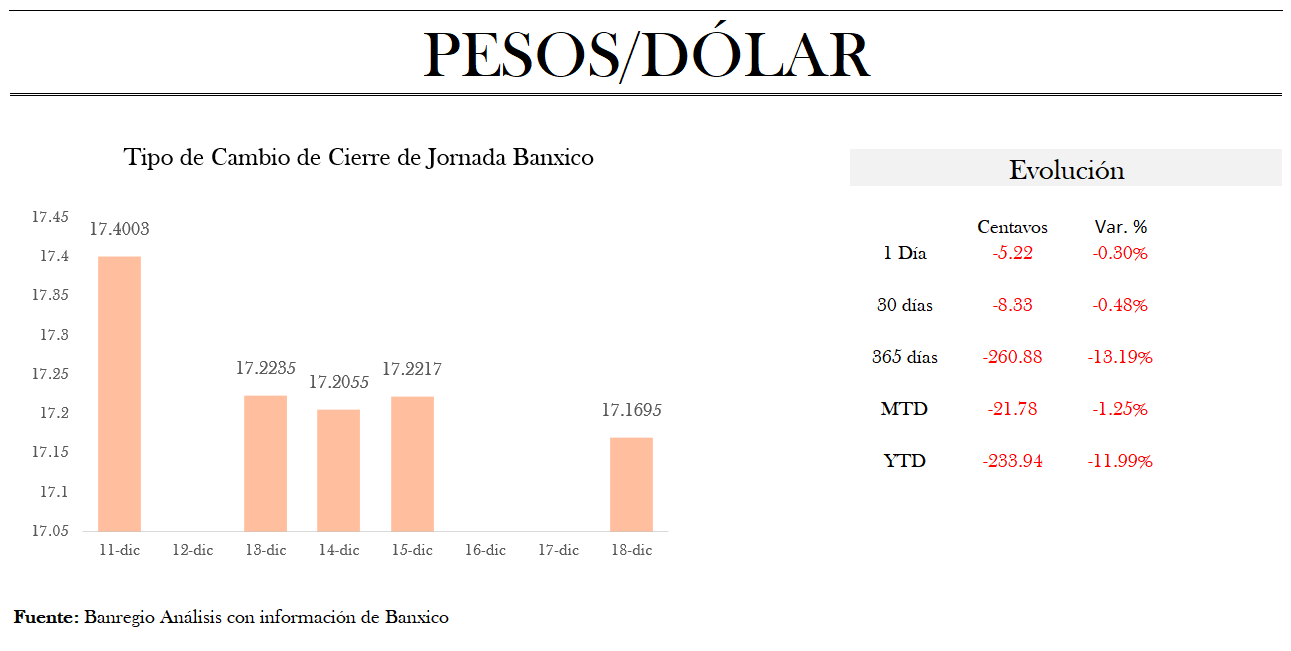 PESOS/DÓLAR
Tipo de Cambio de Cierre de Jornada Banxico
17.45
17.4
17.35
17.3
17.25
17.2
17.15
17.1
17.05
17.4003
17.2235
17.2055
17.2217
17.1695
11-dic 12-dic 13-dic 14-dic 15-dic 16-dic 17-dic 18-dic
Evolución
Centavos Var. %
1 Día -5.22 -0.30%
30 días -8.33 -0.48%
365 días -260.88 -13.19%
MTD -21.78 -1.25%
YTD -233.94 -11.99%
Fuente: Banregio Análisis con información de Banxico